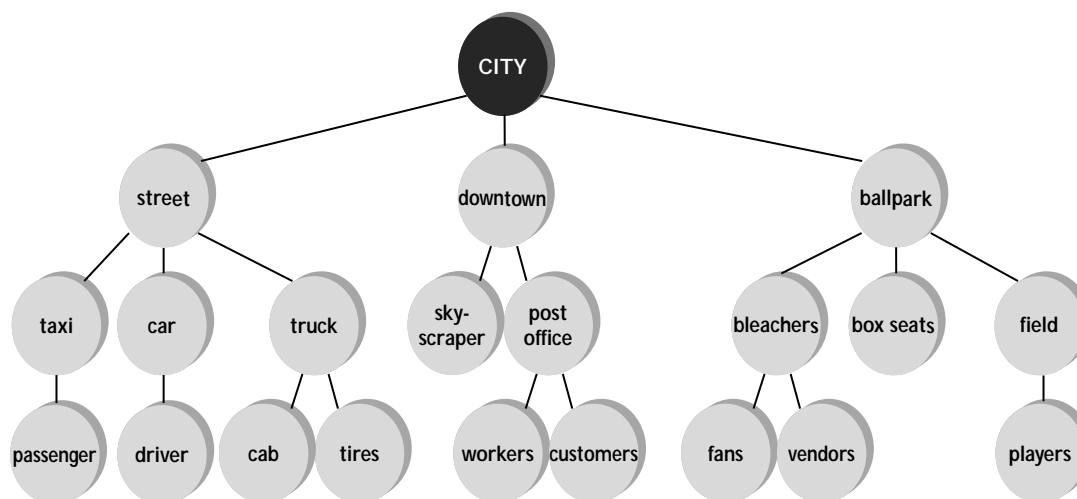 CITY
street
downtown
ballpark
taxi
car
truck
sky-
scraper
post
office
bleachers
box seats
field
passenger
driver
cab
tires
workers
customers
fans
vendors
players